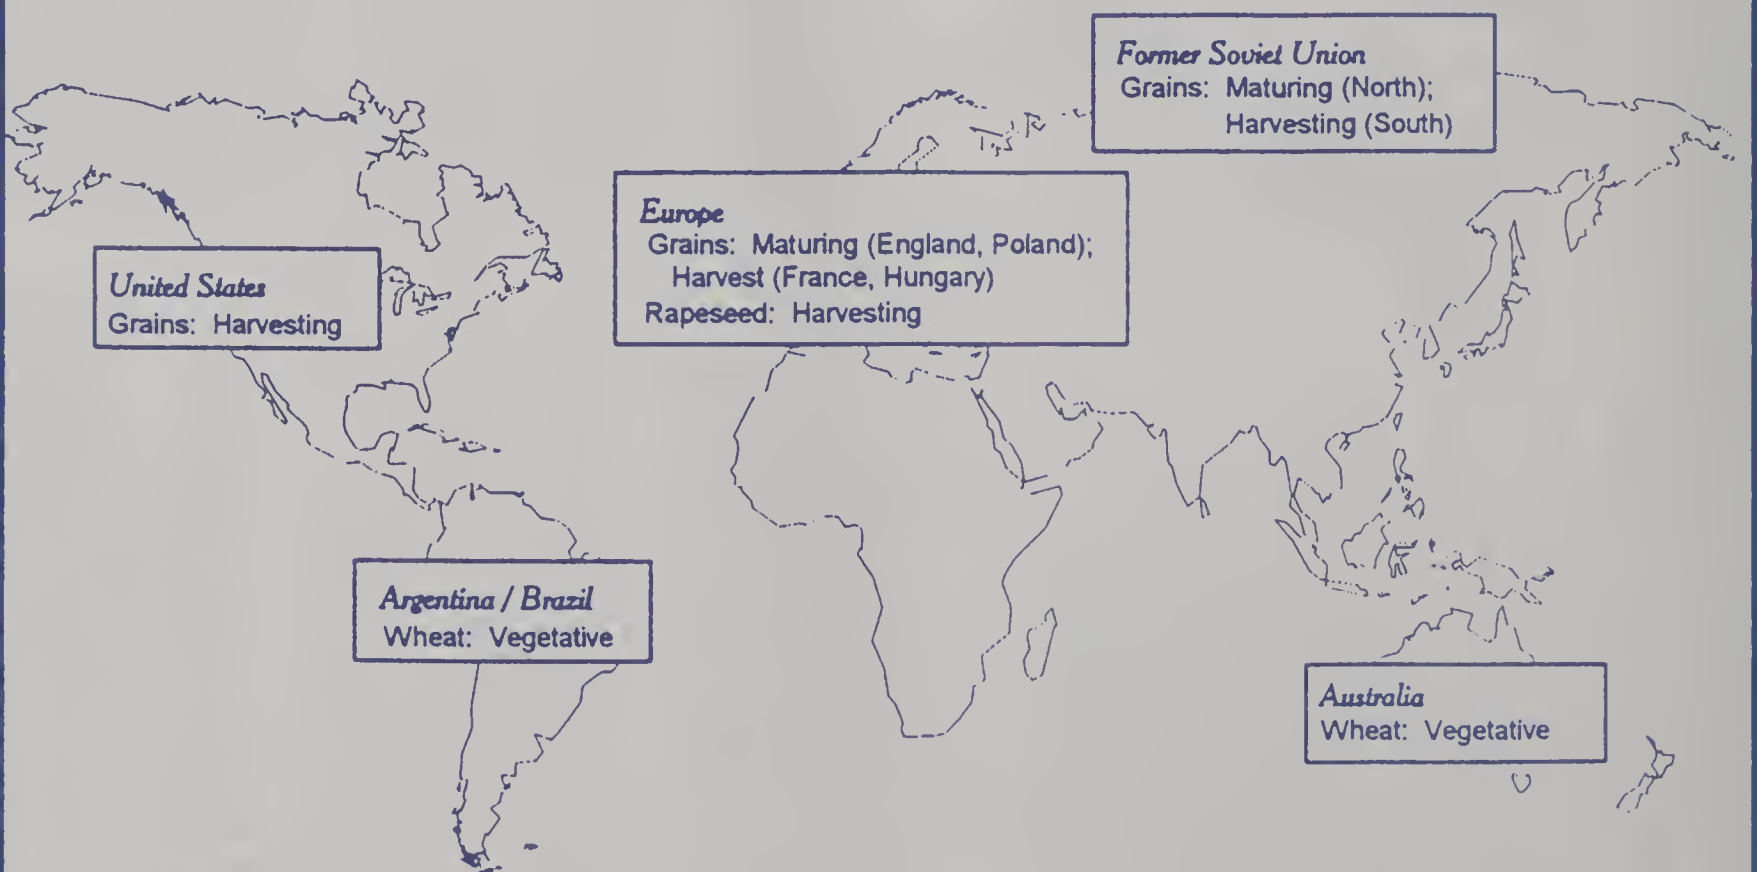 Former Soviet Union
Grains: Maturing (North);
Harvesting (South)
Europe
Grains: Maturing (England, Poland);
Harvest (France, Hungary)
Rapeseed: Harvesting
United States
Grains: Harvesting
Argentina / Brazil
Wheat: Vegetative
Australia
Wheat: Vegetative